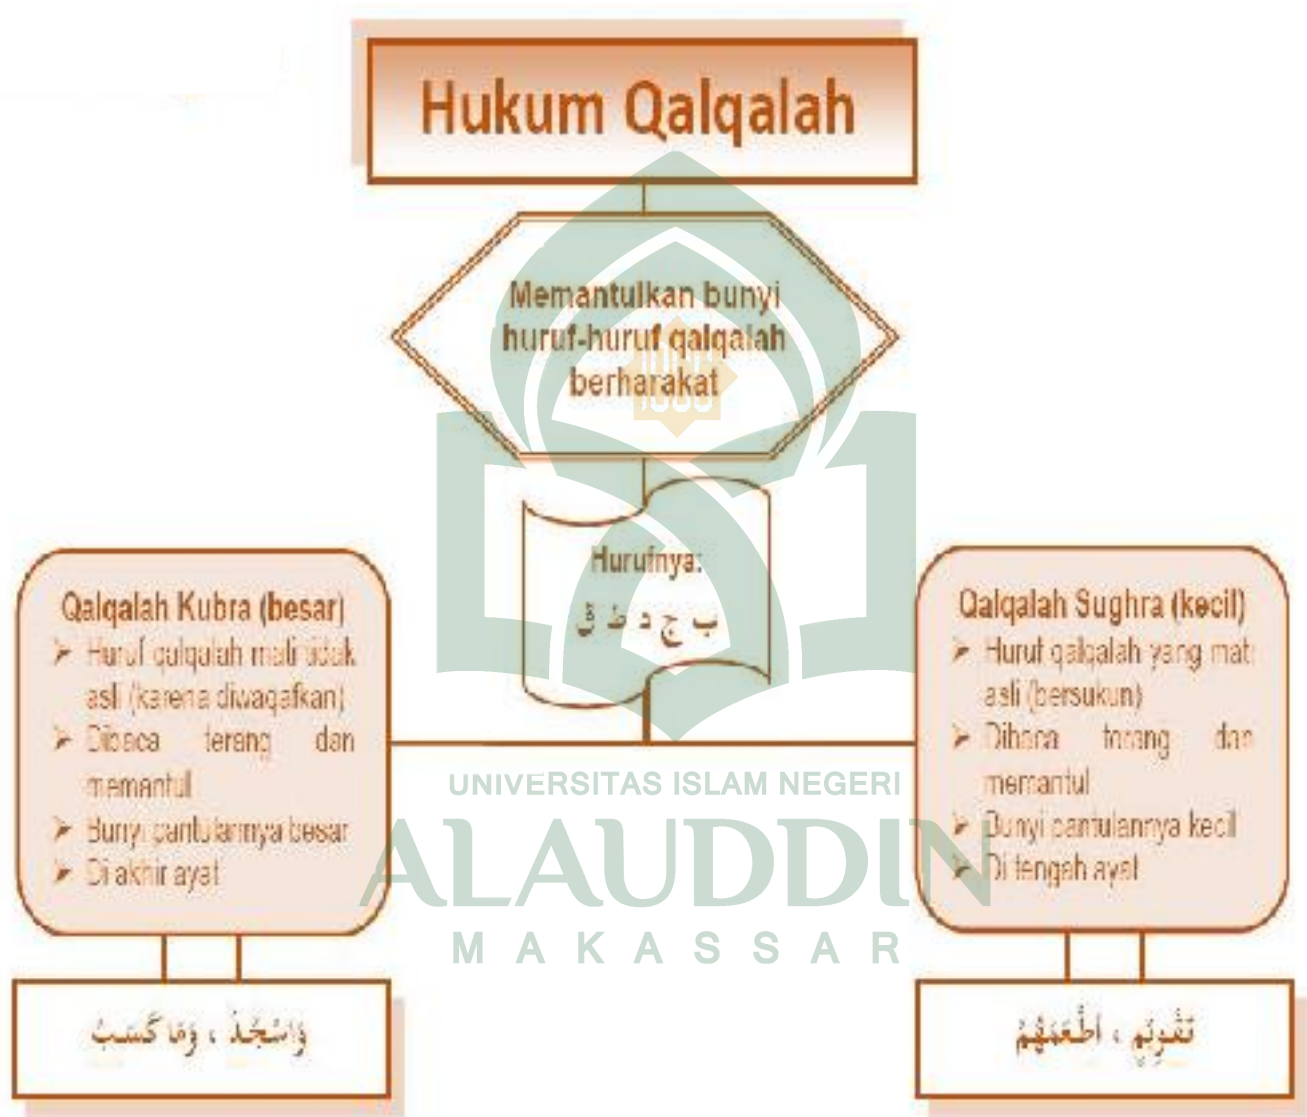 Hukum Qalqalah
Memantulkan bunyi
huruf-huruf qalqalah
berharakat
Hurufnya:
ب ج د ط ق
Qalqalah Kubra (besar)
➤ Huruf qalqalah mati tidak
asli (karena diwaqafkan)
➤ Dibaca terang dan
memantul
➤ Bunyi pantulannya besar
➤ Di akhir ayat
وَاسْجُدْ ، وَمَا كَسَبْ
Qalqalah Sughra (kecil)
➤ Huruf qalqalah yang mati
asli (bersukun)
➤ Dibaca terang dan
memantul
➤ Bunyi pantulannya kecil
➤ Di tengah ayat
تَقْوِيْمٍ ، اَطْعَمَهُمْ
UNIVERSITAS ISLAM NEGERI
ALAUDDIN
MAKASSAR